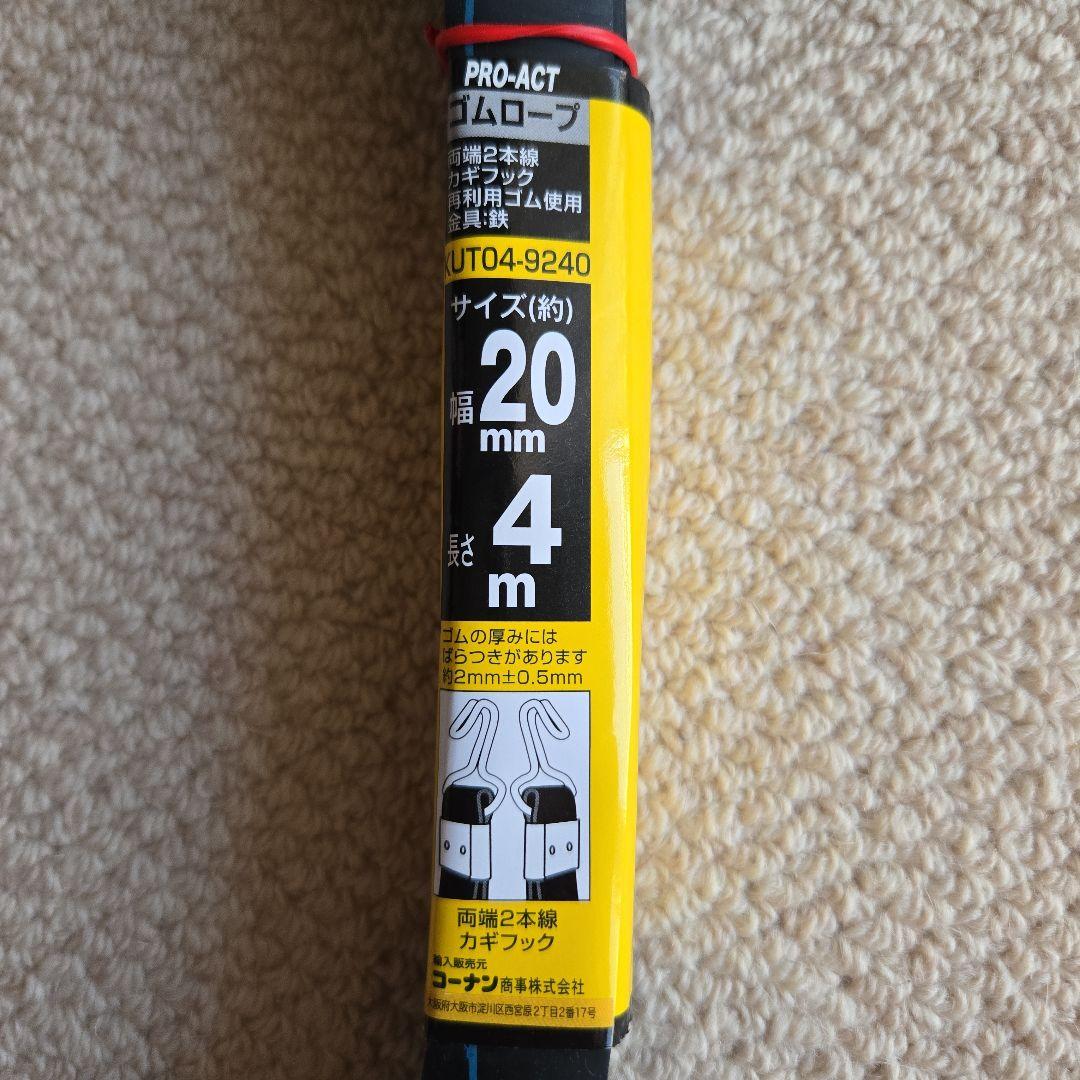 PRO-ACT
ゴムロープ
両端2本線
カギフック
再利用ゴム使用
金具:鉄
KUT04-9240
サイズ(約)
幅20
mm
長さ4
m
ゴムの厚みには
ばらつきがあります
約2mm±0.5mm
両端2本線
カギフック
輸入販売元
コーナン商事株式会社
大阪府大阪市淀川区西宮原2丁目2番17号